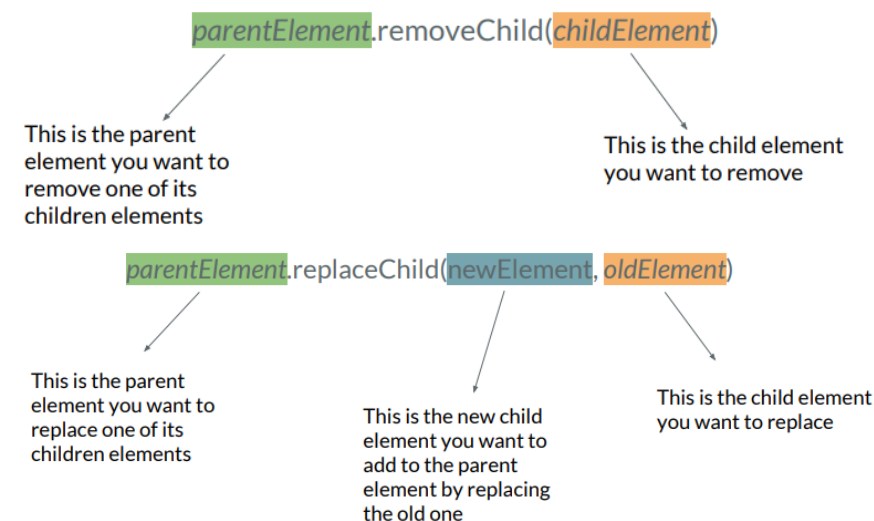 parentElement.removeChild(childElement)
This is the parent
element you want to
remove one of its
children elements
This is the child element
you want to remove
parentElement.replaceChild(newElement, oldElement)
This is the parent
element you want to
replace one of its
children elements
This is the new child
element you want to
add to the parent
element by replacing
the old one
This is the child element
you want to replace